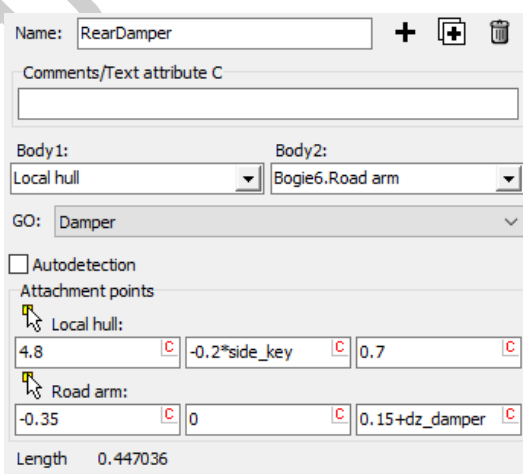 Name: RearDamper
Comments/Text attribute C
Body1: Body2:
Local hull Bogie6.Road arm
GO: Damper
Autodetection
Attachment points
Local hull:
4.8 C -0.2*side_key C 0.7 C
Road arm:
-0.35 C 0 C 0.15+dz_damper C
Length 0.447036